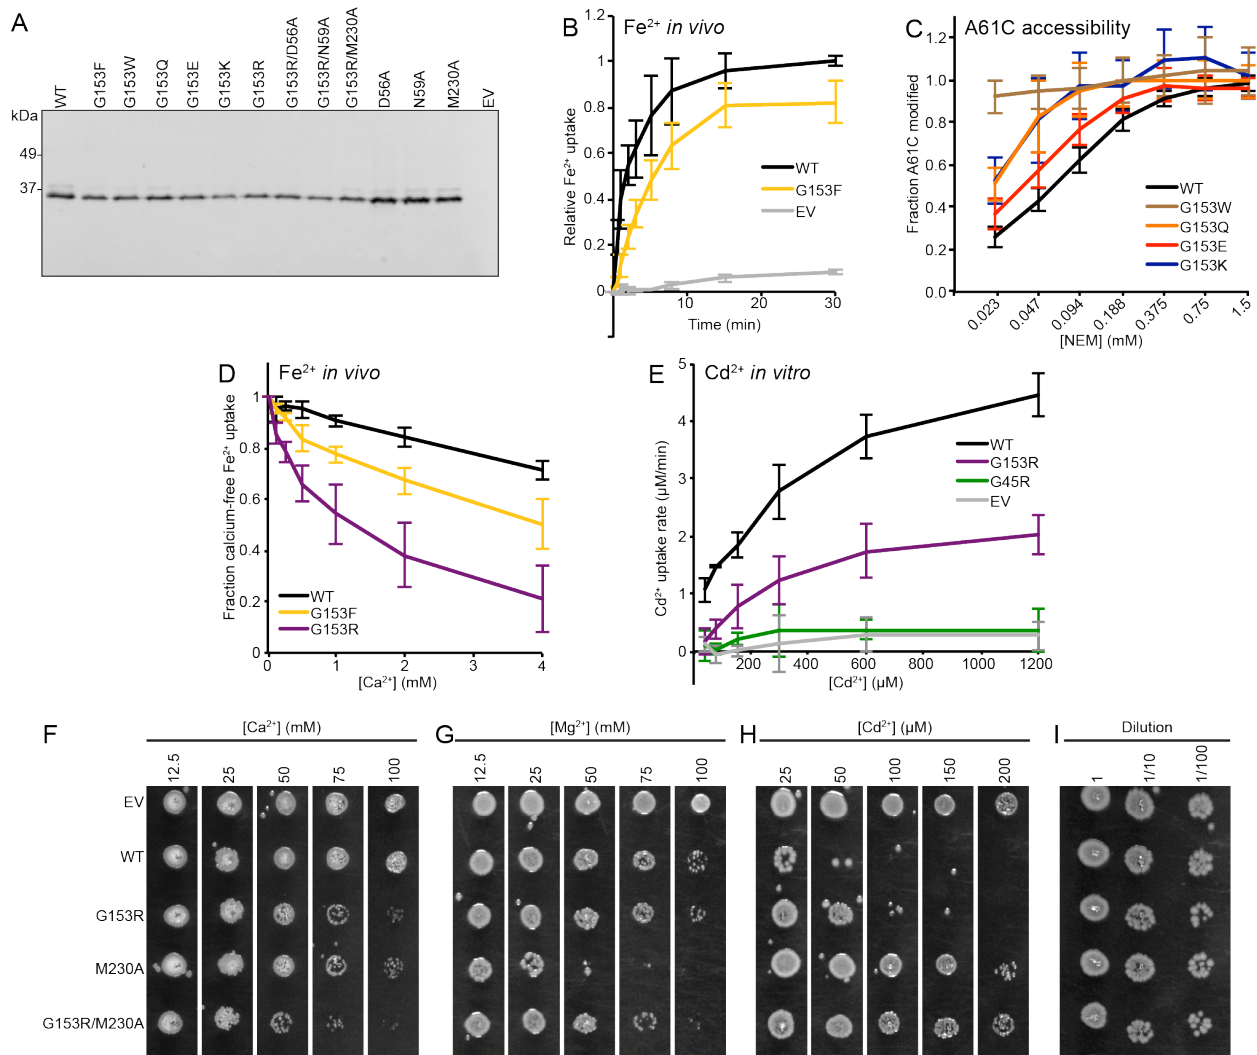 A
WT
G153F
G153W
G153Q
G153E
G153K
G153R
G153R/D56A
G153R/N59A
G153R/M230A
D56A
N59A
M230A
EV
kDa
49
37
B
Fe²⁺ in vivo
Relative Fe²⁺ uptake
1.2
1
0.8
0.6
0.4
0.2
0
10
20
30
Time (min)
WT
G153F
EV
C
A61C accessibility
Fraction A61C modified
1.2
1.0
0.8
0.6
0.4
0.2
0.0
0.023
0.047
0.094
0.188
0.375
0.75
1.5
[NEM] (mM)
WT
G153W
G153Q
G153E
G153K
D
Fe²⁺ in vivo
Fraction calcium-free Fe²⁺ uptake
1
0.8
0.6
0.4
0.2
0
0
1
2
3
4
[Ca²⁺] (mM)
WT
G153F
G153R
E
Cd²⁺ in vitro
Cd²⁺ uptake rate (µM/min)
5
4
3
2
1
0
200
400
600
800
1000
1200
[Cd²⁺] (µM)
WT
G153R
G45R
EV
F
[Ca²⁺] (mM)
12.5
25
50
75
100
EV
WT
G153R
M230A
G153R/M230A
G
[Mg²⁺] (mM)
12.5
25
50
75
100
H
[Cd²⁺] (µM)
25
50
100
150
200
I
Dilution
1
1/10
1/100